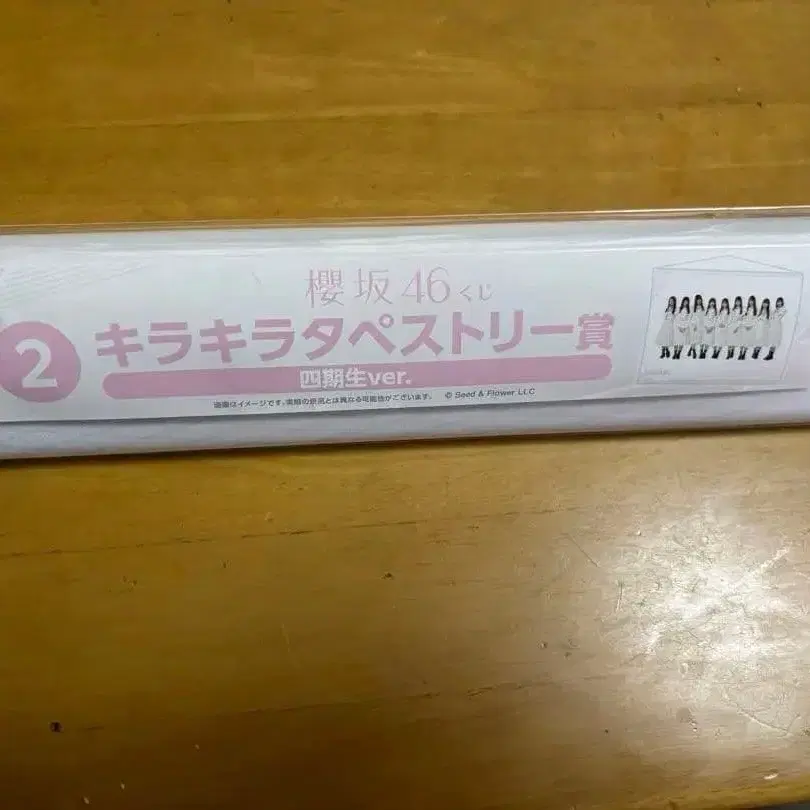 櫻坂46くじ
2
キラキラタペストリー賞
四期生ver.
画像はイメージです。実際の景品とは異なる可能性がございます。 © Seed & Flower LLC